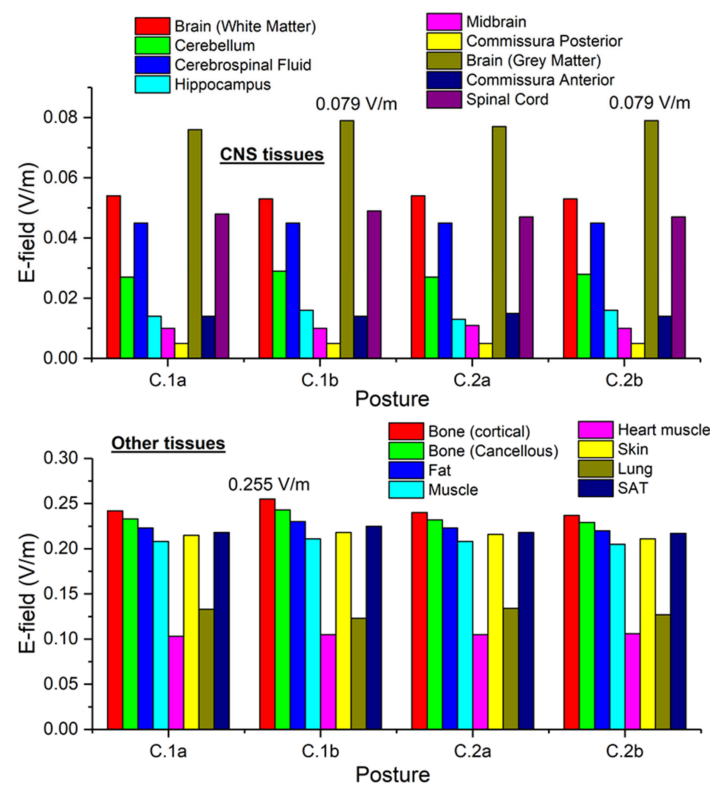 Brain (White Matter)
Cerebellum
Cerebrospinal Fluid
Hippocampus
Midbrain
Commissura Posterior
Brain (Grey Matter)
Commissura Anterior
Spinal Cord
0.079 V/m
0.079 V/m
CNS tissues
E-field (V/m)
0.08
0.06
0.04
0.02
0.00
C.1a
C.1b
C.2a
C.2b
Posture
Other tissues
Bone (cortical)
Bone (Cancellous)
Fat
Muscle
Heart muscle
Skin
Lung
SAT
0.255 V/m
E-field (V/m)
0.30
0.25
0.20
0.15
0.10
0.05
0.00
C.1a
C.1b
C.2a
C.2b
Posture